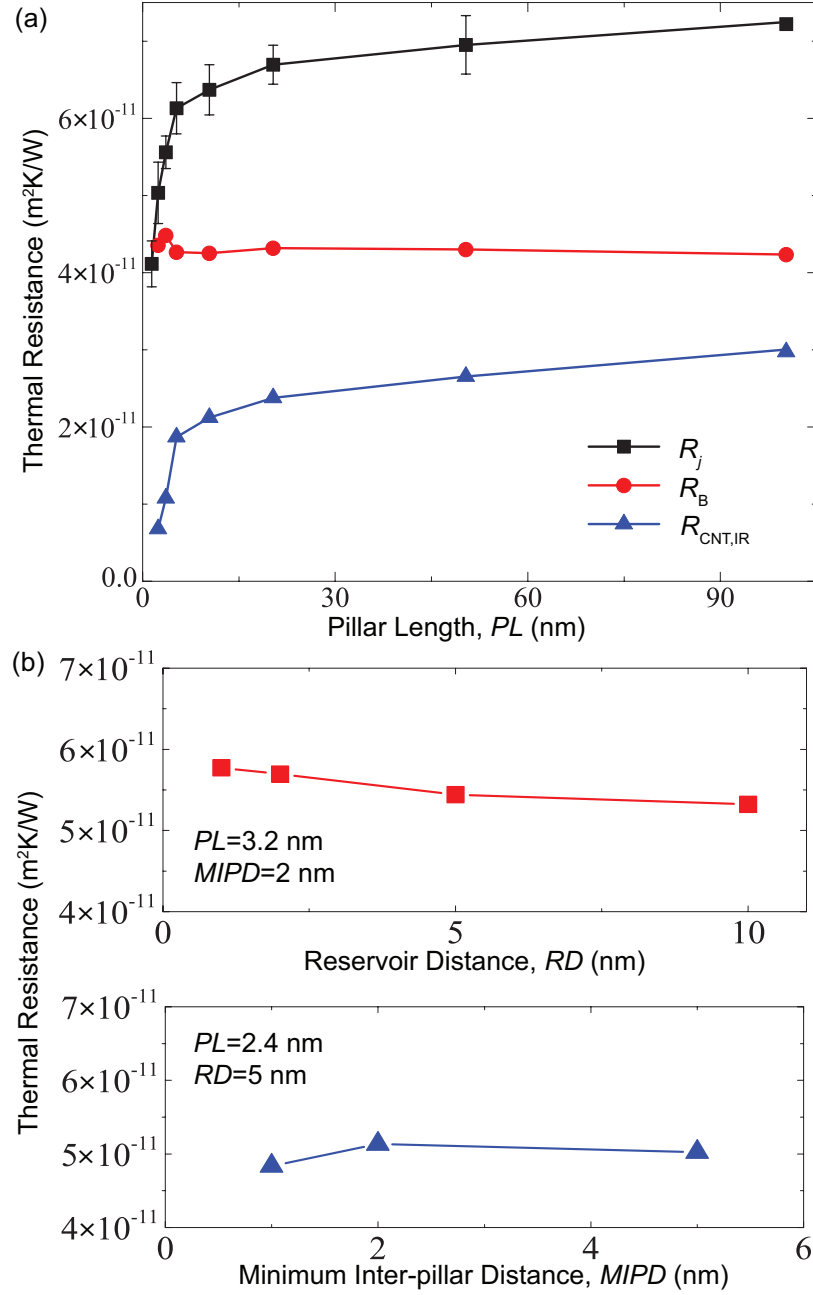 (a)
Thermal Resistance (m²K/W)
6×10⁻¹¹
4×10⁻¹¹
2×10⁻¹¹
0.0
R_j
R_B
R_CNT,IR
0 30 60 90
Pillar Length, PL (nm)
(b)
Thermal Resistance (m²K/W)
7×10⁻¹¹
6×10⁻¹¹
5×10⁻¹¹
4×10⁻¹¹
PL=3.2 nm
MIPD=2 nm
0 5 10
Reservoir Distance, RD (nm)
7×10⁻¹¹
6×10⁻¹¹
5×10⁻¹¹
4×10⁻¹¹
PL=2.4 nm
RD=5 nm
0 2 4 6
Minimum Inter-pillar Distance, MIPD (nm)